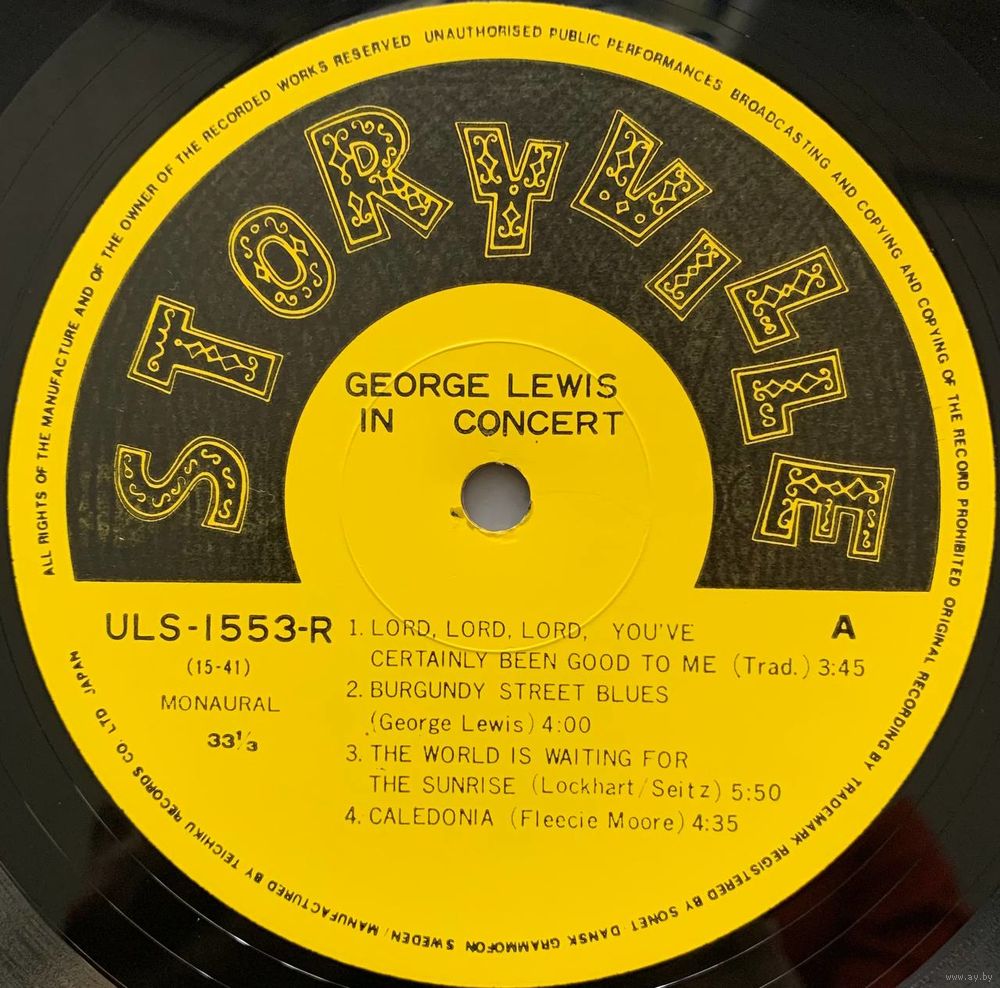 ALL RIGHTS OF THE MANUFACTURE AND OF THE OWNER OF THE RECORDED WORKS RESERVED UNAUTHORISED PUBLIC PERFORMANCES BROADCASTING AND COPYING AND COPYING OF THE RECORD PROHIBITED ORIGINAL RECORDING BY TRADEMARK REGISTERED BY SONET · DANSK GRAMMOFON SWEDEN / MANUFACTURED BY TEICHIKU RECORDS CO. LTD. JAPAN
STORYVILLE
GEORGE LEWIS
IN CONCERT
ULS-1553-R
(15-41)
MONAURAL
33⅓
A
1. LORD, LORD, LORD, YOU'VE
CERTAINLY BEEN GOOD TO ME (Trad.) 3:45
2. BURGUNDY STREET BLUES
(George Lewis) 4:00
3. THE WORLD IS WAITING FOR
THE SUNRISE (Lockhart/Seitz) 5:50
4. CALEDONIA (Fleecie Moore) 4:35
www.ay.by